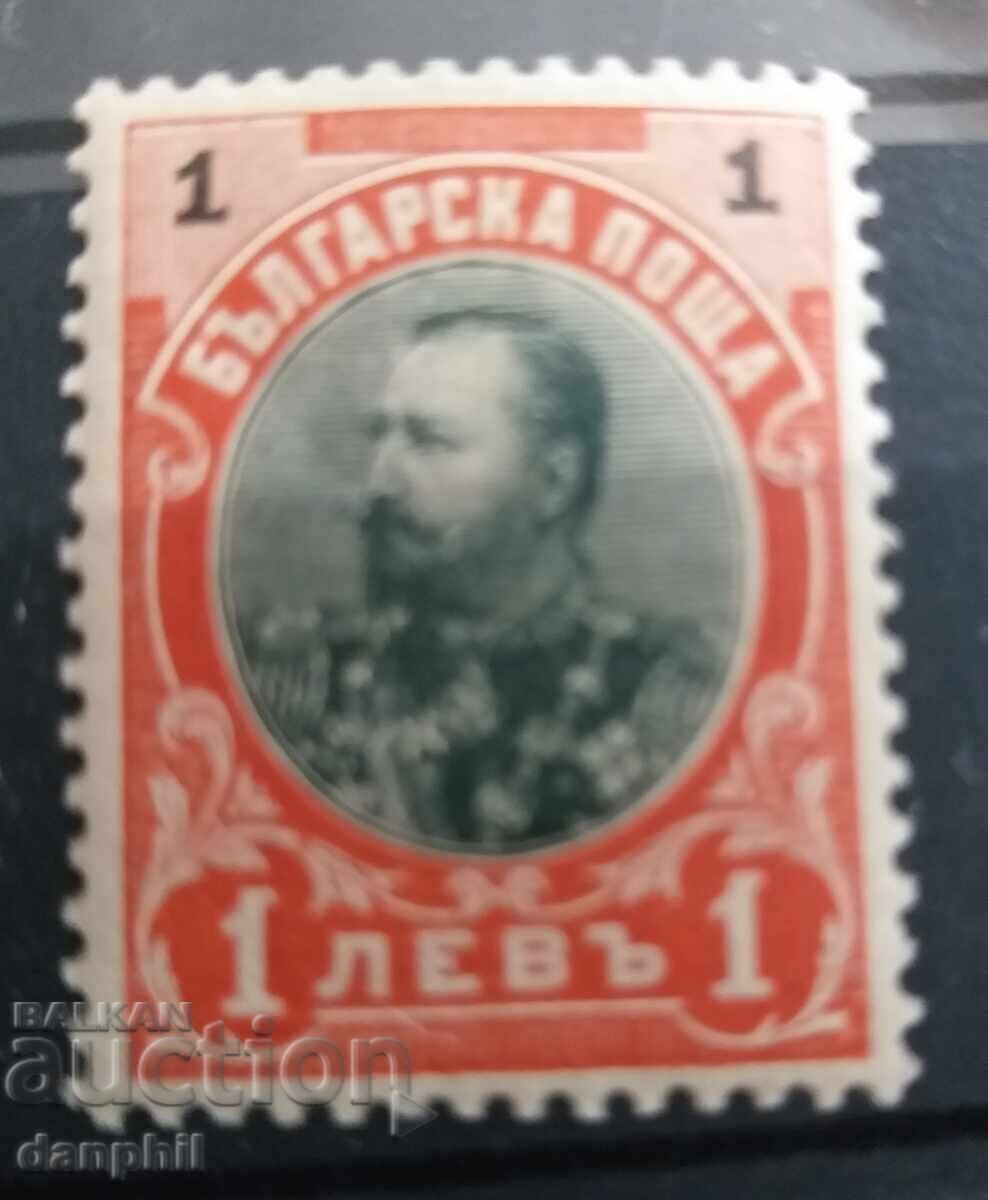 1 1
БЪЛГАРСКА ПОЩА
1 ЛЕВЪ 1
BALKAN
auction
danphil